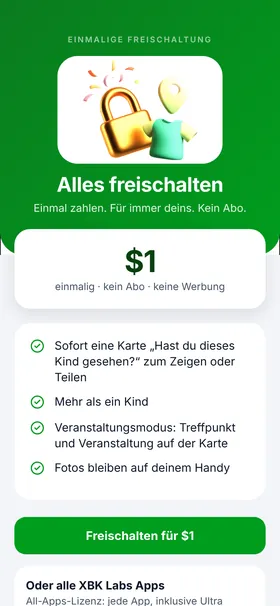 EINMALIGE FREISCHALTUNG
Alles freischalten
Einmal zahlen. Für immer deins. Kein Abo.
$1
einmalig · kein Abo · keine Werbung
Sofort eine Karte „Hast du dieses
Kind gesehen?“ zum Zeigen oder
Teilen
Mehr als ein Kind
Veranstaltungsmodus: Treffpunkt
und Veranstaltung auf der Karte
Fotos bleiben auf deinem Handy
Freischalten für $1
Oder alle XBK Labs Apps
All-Apps-Lizenz: jede App, inklusive Ultra